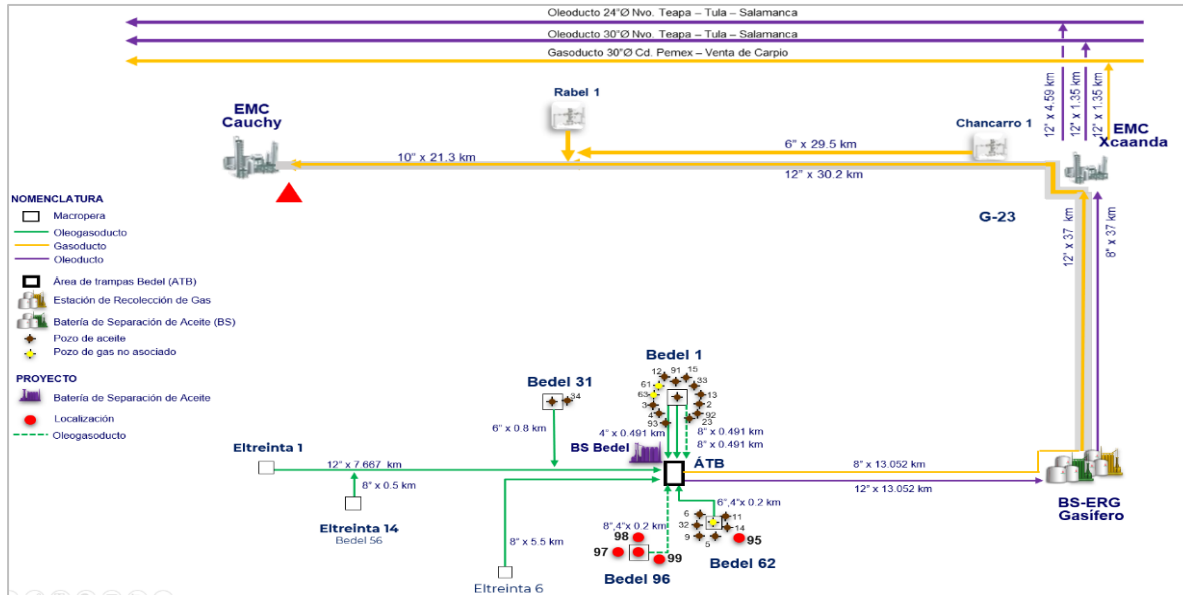 Oleoducto 24"Ø Nvo. Teapa – Tula – Salamanca
Oleoducto 30"Ø Nvo. Teapa – Tula – Salamanca
Gasoducto 30"Ø Cd. Pemex – Venta de Carpio
12" x 4.59 km
12" x 1.35 km
12" x 1.35 km
EMC
Xcaanda
Rabel 1
EMC
Cauchy
Chancarro 1
6" x 29.5 km
10" x 21.3 km
12" x 30.2 km
G-23
12" x 37 km
8" x 37 km
NOMENCLATURA
Macropera
Oleogasoducto
Gasoducto
Oleoducto
Área de trampas Bedel (ATB)
Estación de Recolección de Gas
Batería de Separación de Aceite (BS)
Pozo de aceite
Pozo de gas no asociado
PROYECTO
Batería de Separación de Aceite
Localización
Oleogasoducto
Bedel 1
12
91
15
61
33
63
13
3
2
4
92
93
23
Bedel 31
34
6" x 0.8 km
4" x 0.491 km
8" x 0.491 km
8" x 0.491 km
BS Bedel
ÁTB
Eltreinta 1
12" x 7.667 km
8" x 0.5 km
Eltreinta 14
Bedel 56
8" x 5.5 km
Eltreinta 6
8" x 13.052 km
12" x 13.052 km
BS-ERG
Gasífero
6",4"x 0.2 km
6
11
32
14
9
5
95
Bedel 62
8",4"x 0.2 km
98
97
99
Bedel 96